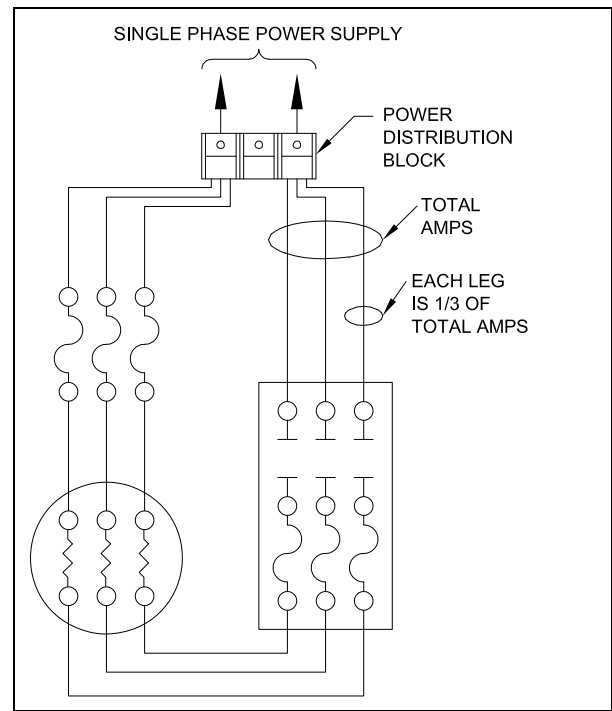 SINGLE PHASE POWER SUPPLY
POWER
DISTRIBUTION
BLOCK
TOTAL
AMPS
EACH LEG
IS 1/3 OF
TOTAL AMPS